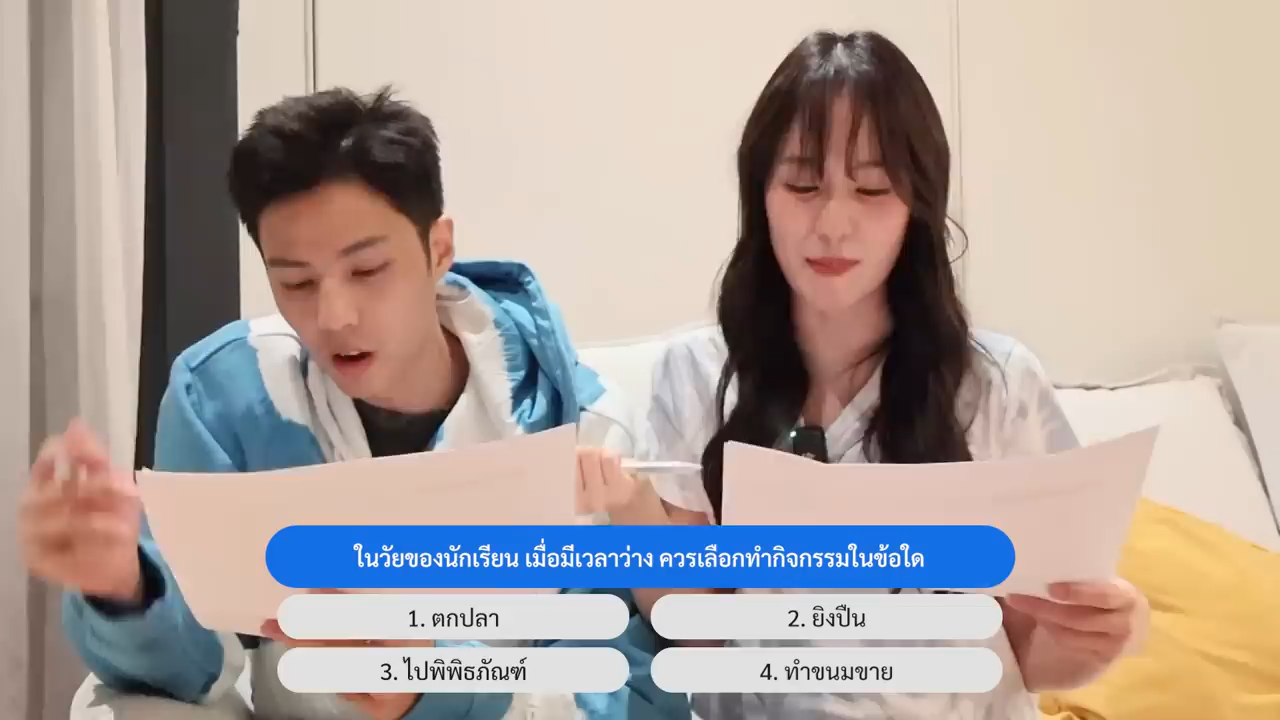 ในวัยของนักเรียน เมื่อมีเวลาว่าง ควรเลือกทำกิจกรรมในข้อใด
1. ตกปลา
2. ยิงปืน
3. ไปพิพิธภัณฑ์
4. ทำขนมขาย